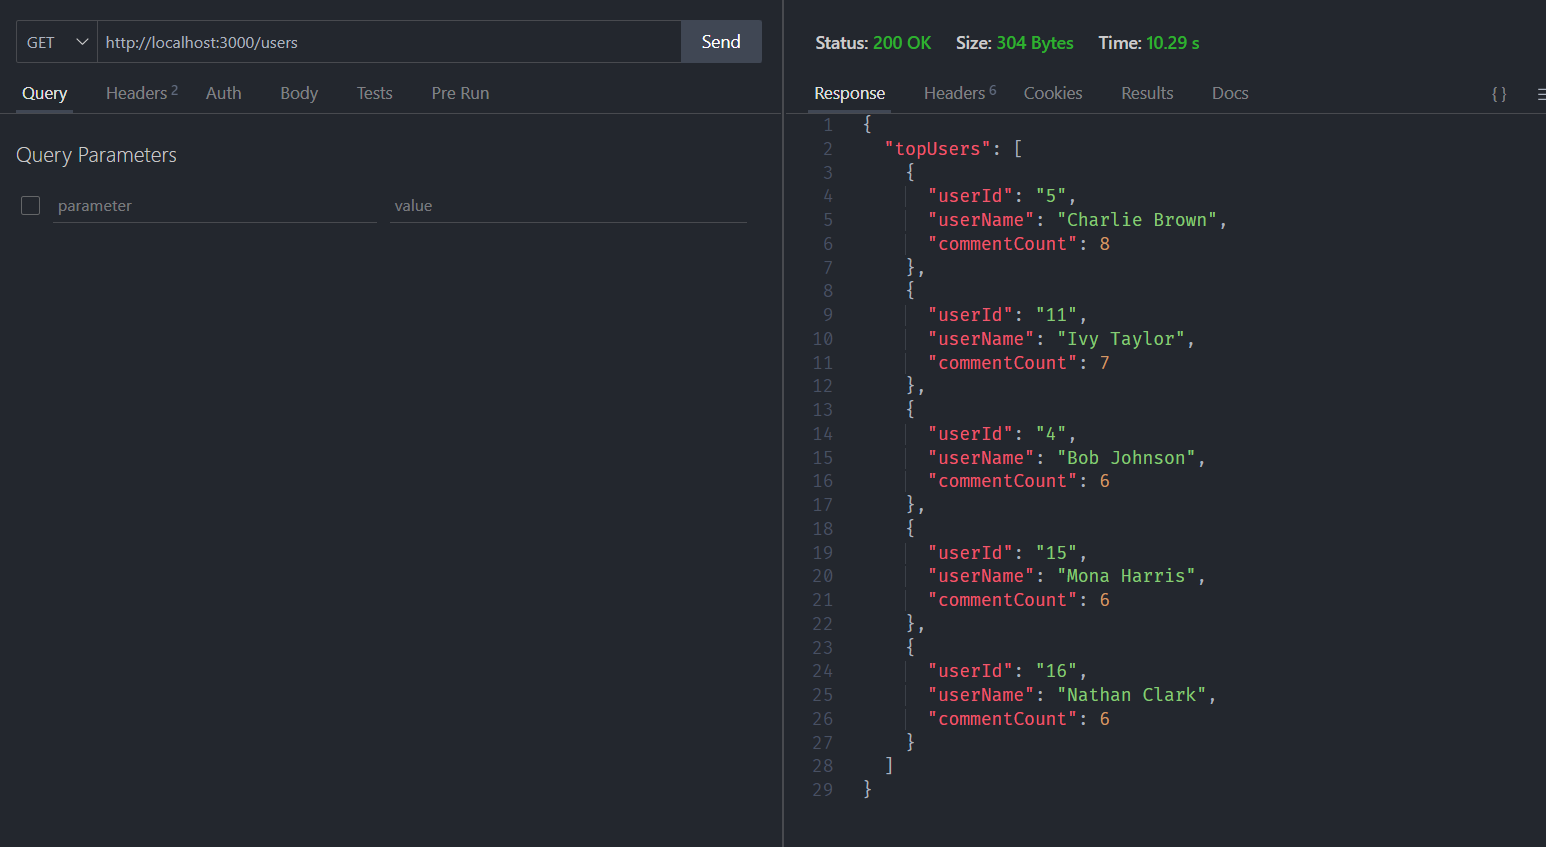 GET http://localhost:3000/users Send
Query Headers 2 Auth Body Tests Pre Run
Query Parameters
parameter value
Status: 200 OK Size: 304 Bytes Time: 10.29 s
Response Headers 6 Cookies Results Docs { }
1 {
2 "topUsers": [
3 {
4 "userId": "5",
5 "userName": "Charlie Brown",
6 "commentCount": 8
7 },
8 {
9 "userId": "11",
10 "userName": "Ivy Taylor",
11 "commentCount": 7
12 },
13 {
14 "userId": "4",
15 "userName": "Bob Johnson",
16 "commentCount": 6
17 },
18 {
19 "userId": "15",
20 "userName": "Mona Harris",
21 "commentCount": 6
22 },
23 {
24 "userId": "16",
25 "userName": "Nathan Clark",
26 "commentCount": 6
27 }
28 ]
29 }